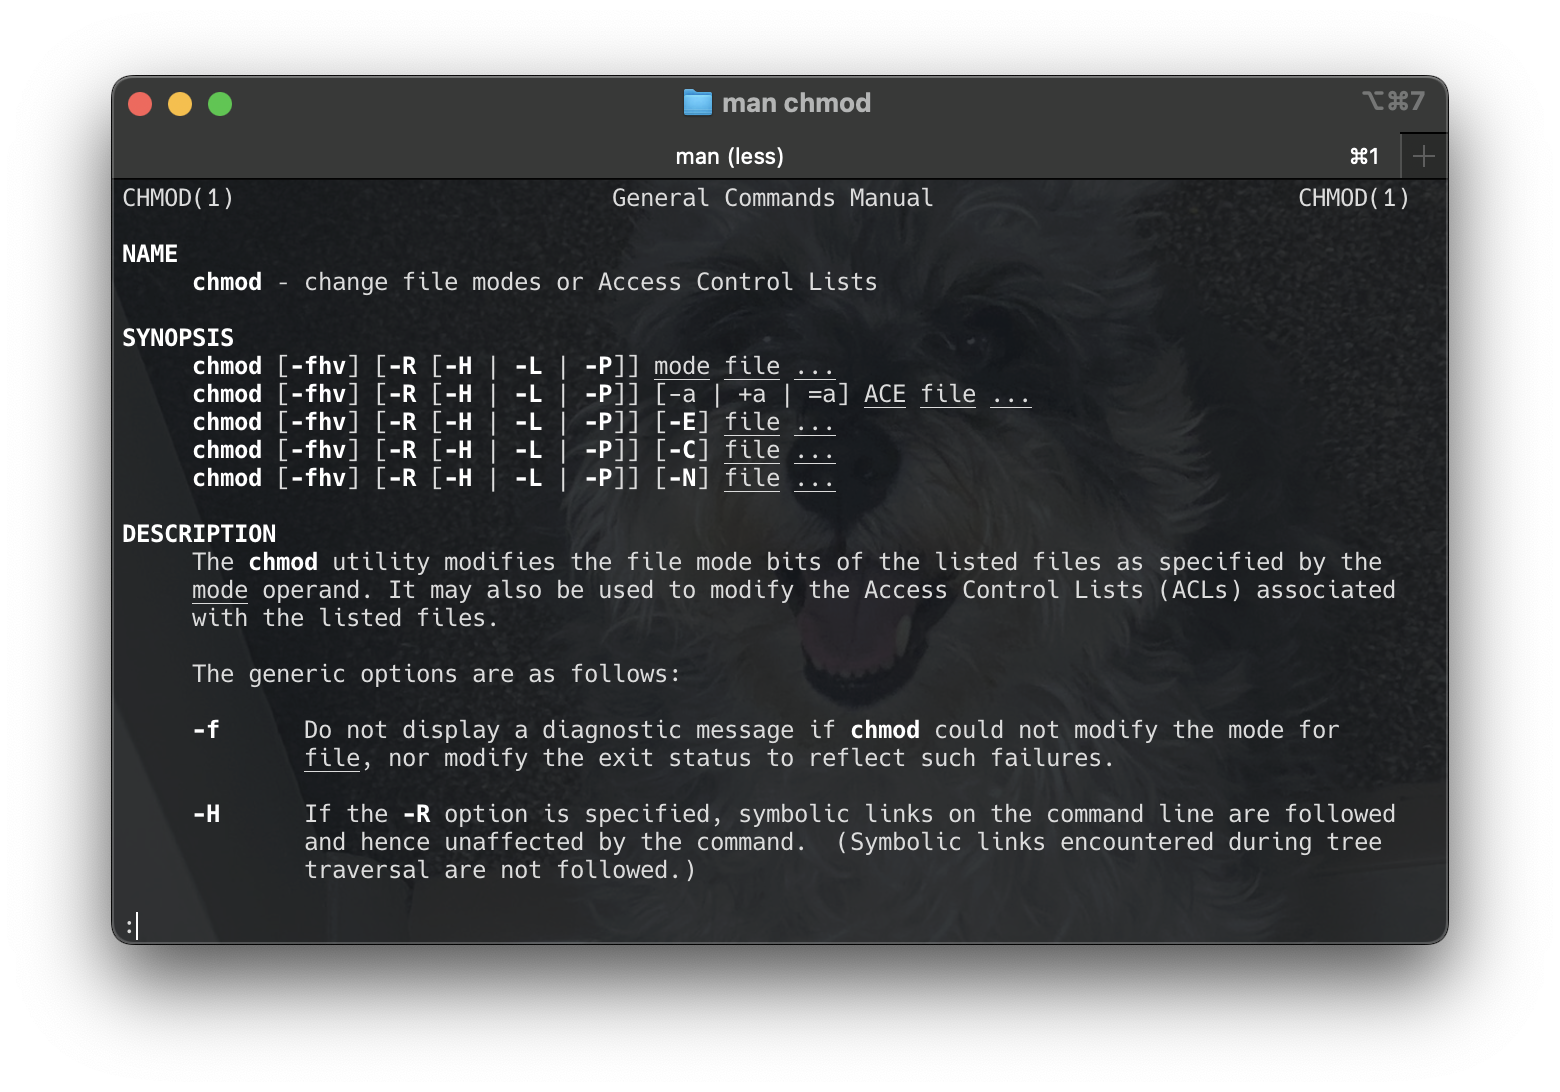 man chmod
⌥⌘7
man (less)
⌘1
CHMOD(1) General Commands Manual CHMOD(1)
NAME
chmod - change file modes or Access Control Lists
SYNOPSIS
chmod [-fhv] [-R [-H | -L | -P]] mode file ...
chmod [-fhv] [-R [-H | -L | -P]] [-a | +a | =a] ACE file ...
chmod [-fhv] [-R [-H | -L | -P]] [-E] file ...
chmod [-fhv] [-R [-H | -L | -P]] [-C] file ...
chmod [-fhv] [-R [-H | -L | -P]] [-N] file ...
DESCRIPTION
The chmod utility modifies the file mode bits of the listed files as specified by the
mode operand. It may also be used to modify the Access Control Lists (ACLs) associated
with the listed files.
The generic options are as follows:
-f Do not display a diagnostic message if chmod could not modify the mode for
file, nor modify the exit status to reflect such failures.
-H If the -R option is specified, symbolic links on the command line are followed
and hence unaffected by the command.  (Symbolic links encountered during tree
traversal are not followed.)
: